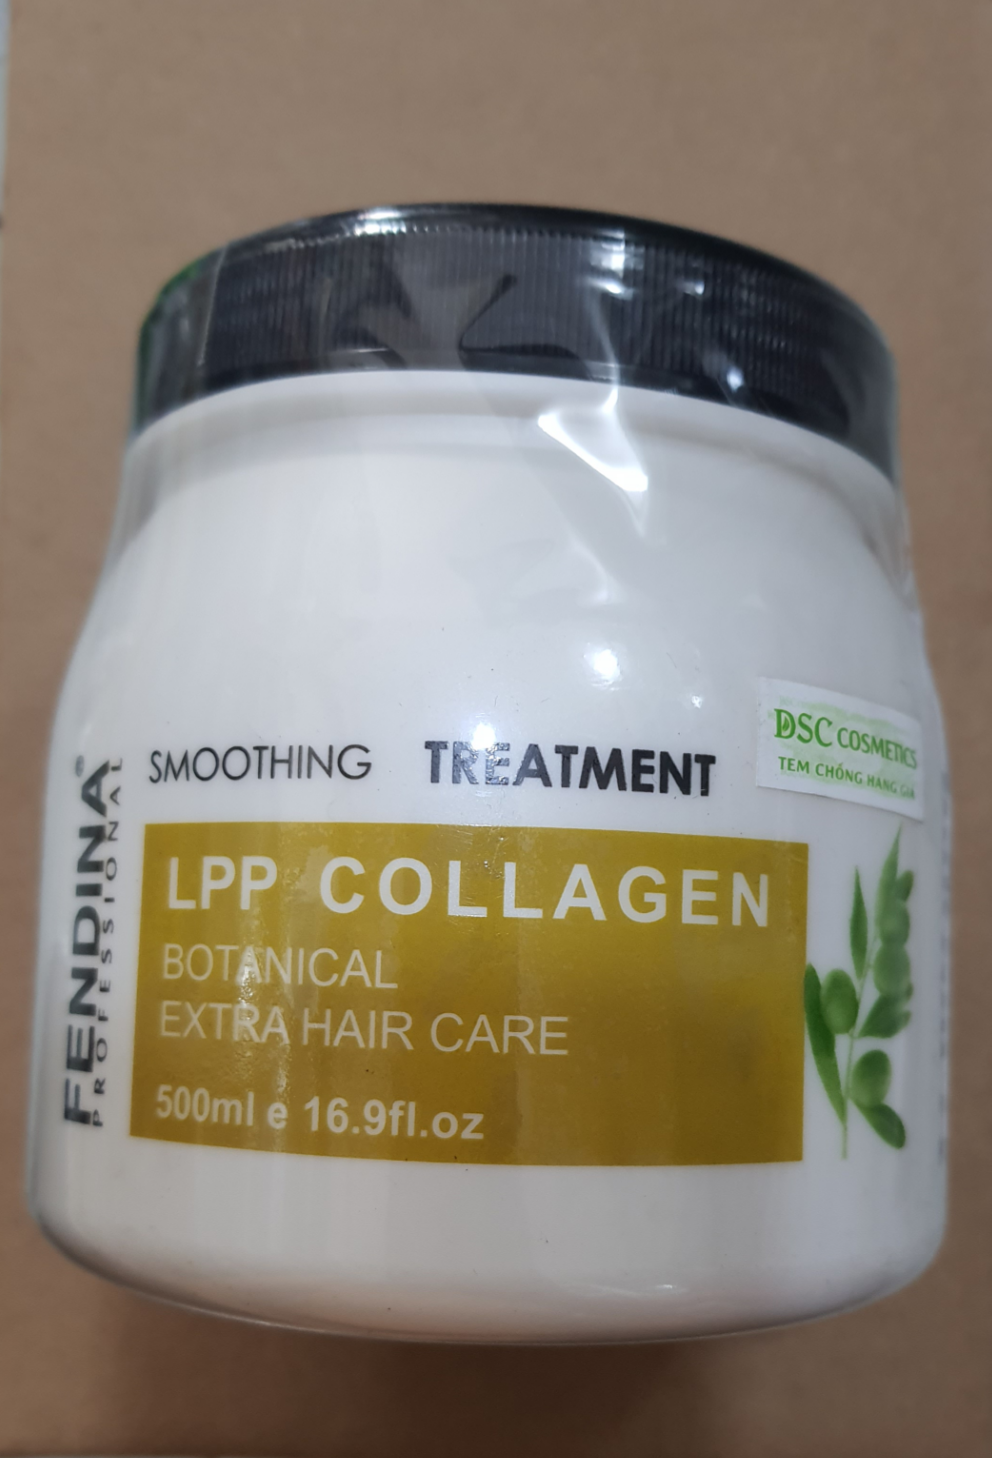 FENDINA®
PROFESSIONAL
SMOOTHING TREATMENT
DSC COSMETICS
TEM CHỐNG HÀNG GIẢ
LPP COLLAGEN
BOTANICAL
EXTRA HAIR CARE
500ml e 16.9fl.oz